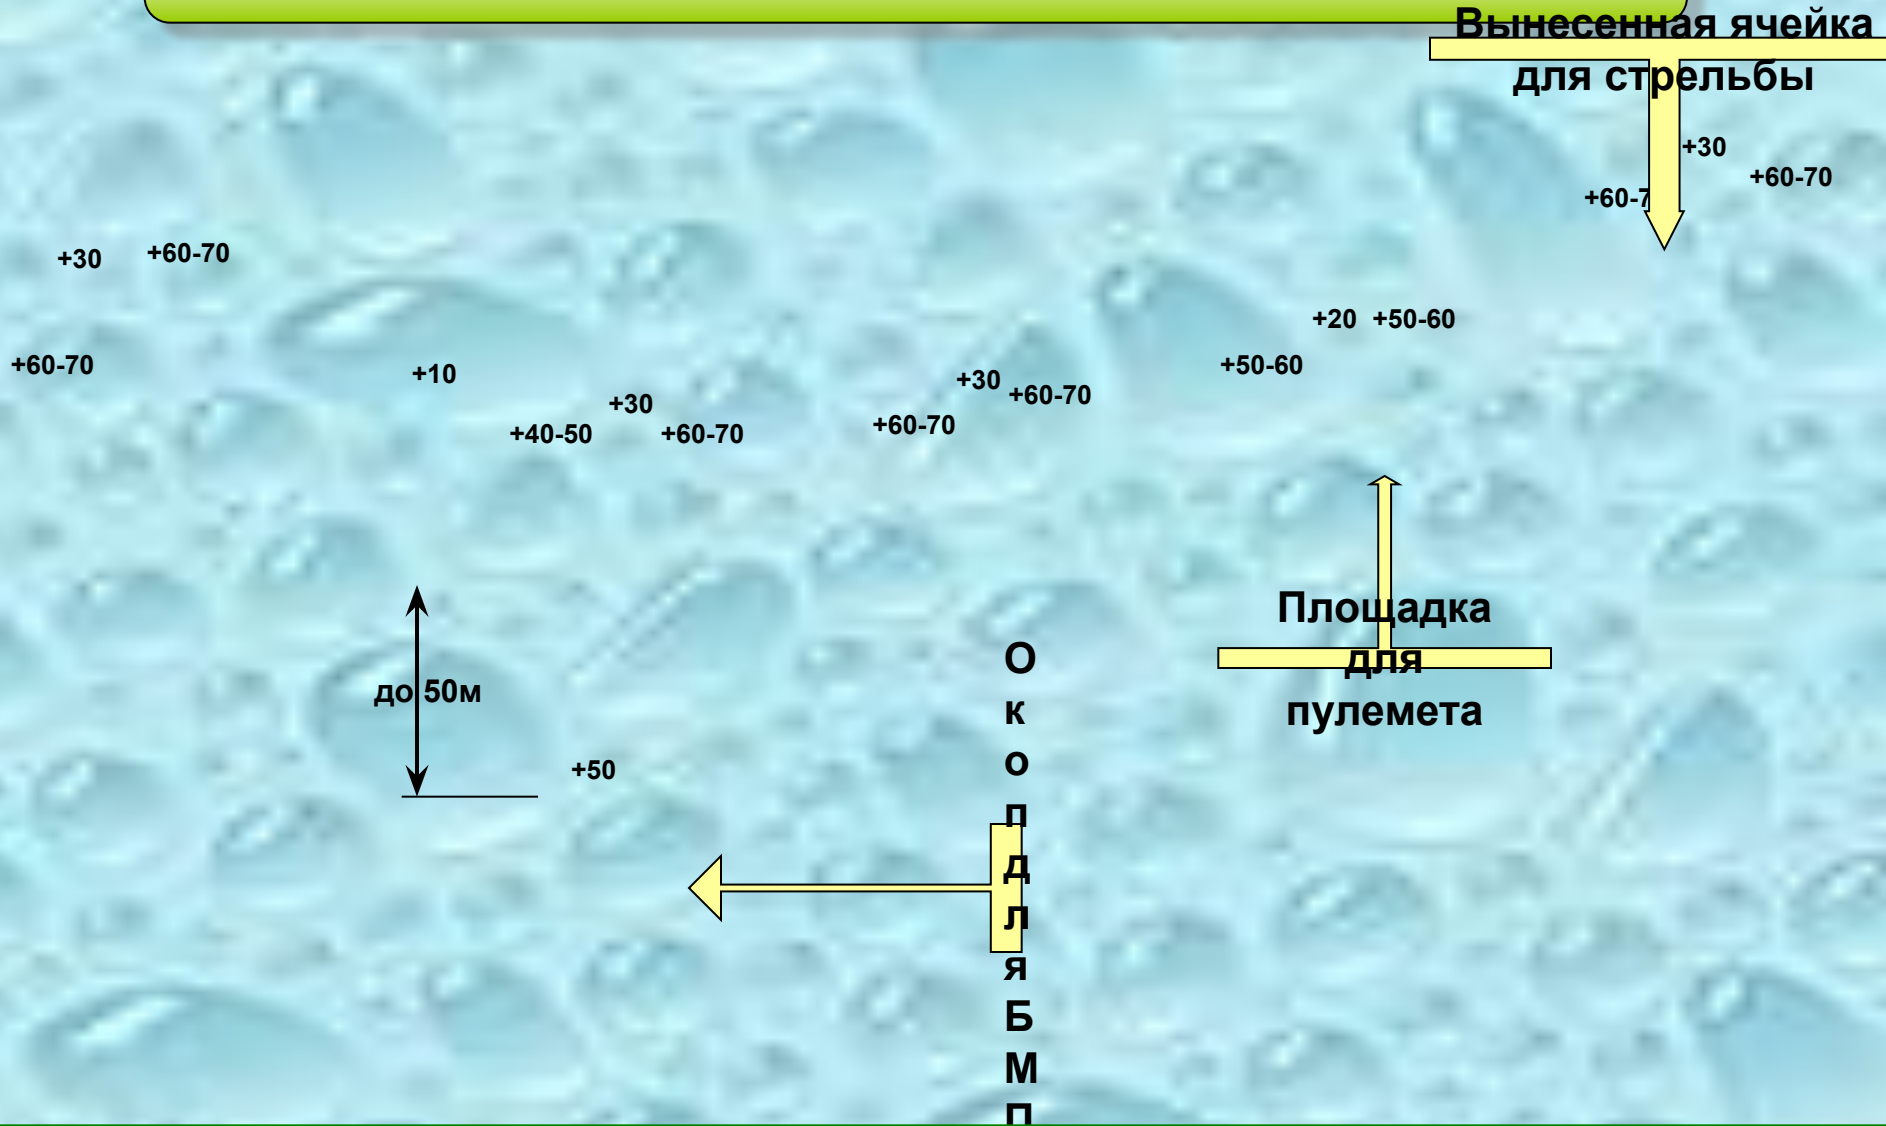 Вынесенная ячейка
для стрельбы
+30
+60-70
+60-7
+30 +60-70
+20 +50-60
+60-70
+50-60
+10
+30
+60-70
+30
+60-70
+40-50
+60-70
Площадка
для
пулемета
до 50м
+50
О
к
о
п
д
л
я
Б
М
П